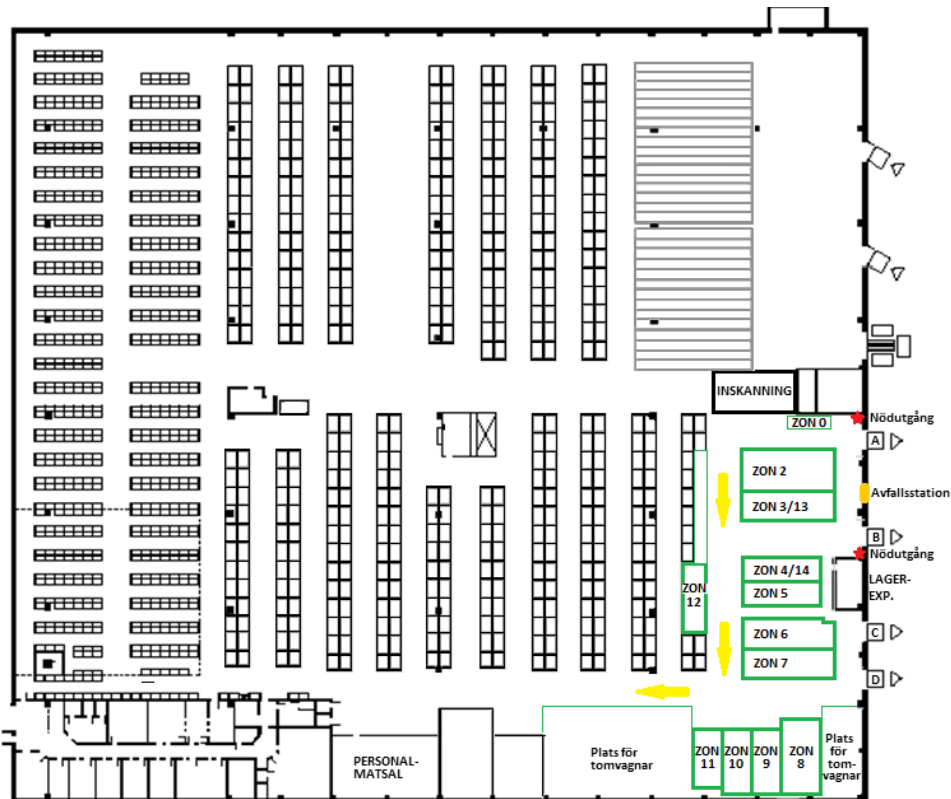 INSKANNING
ZON 0
Nödutgång
A
ZON 2
Avfallsstation
ZON 3/13
B
Nödutgång
ZON 4/14
LAGER-
EXP.
ZON 5
ZON
12
ZON 6
C
ZON 7
D
PERSONAL-
MATSAL
Plats för
tomvagnar
ZON
11
ZON
10
ZON
9
ZON
8
Plats
för
tom-
vagnar